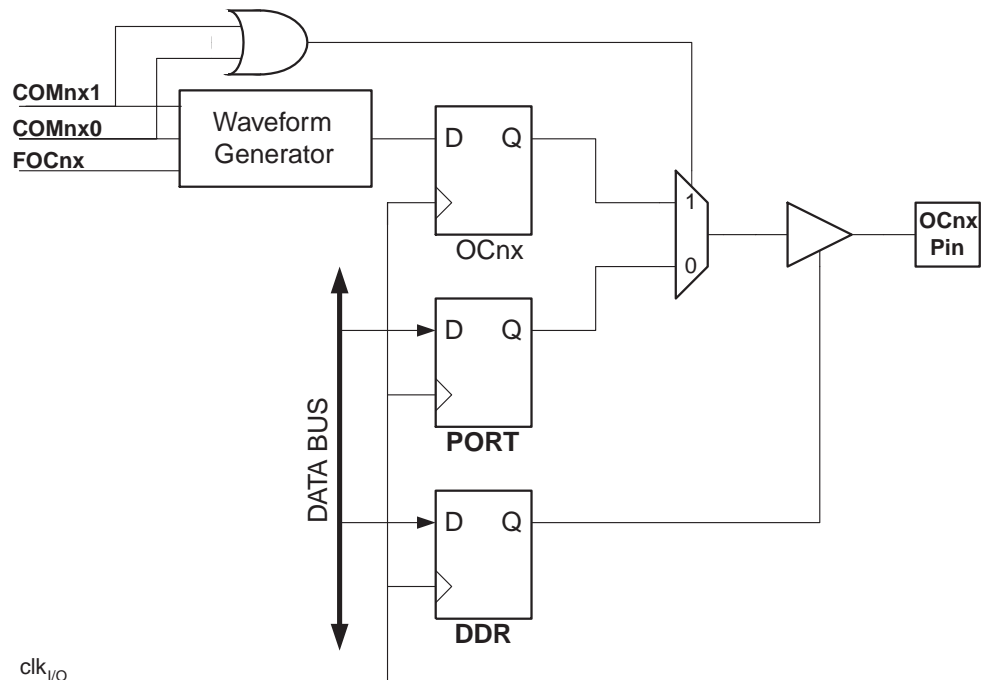 COMnx1
COMnx0
FOCnx
Waveform
Generator
D Q
OCnx
1
0
OCnx
Pin
D Q
PORT
DATA BUS
D Q
DDR
clkI/O